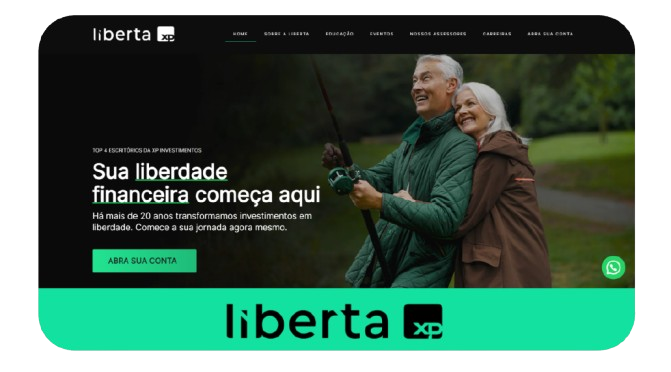 liberta xp
HOME SOBRE A LIBERTA EDUCAÇÃO EVENTOS NOSSOS ASSESSORES CARREIRAS ABRA SUA CONTA
TOP 4 ESCRITÓRIOS DA XP INVESTIMENTOS
Sua liberdade
financeira começa aqui
Há mais de 20 anos transformamos investimentos em
liberdade. Comece a sua jornada agora mesmo.
ABRA SUA CONTA
liberta xp